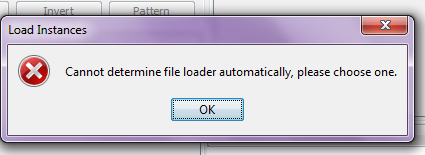 Invert Pattern
Load Instances
Cannot determine file loader automatically, please choose one.
OK